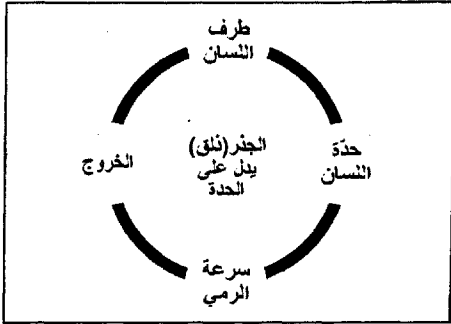 طرف
اللسان
حدّة
اللسان
الجذر(ذلق)
يدل على
الحدة
الخروج
سرعة
الرمي